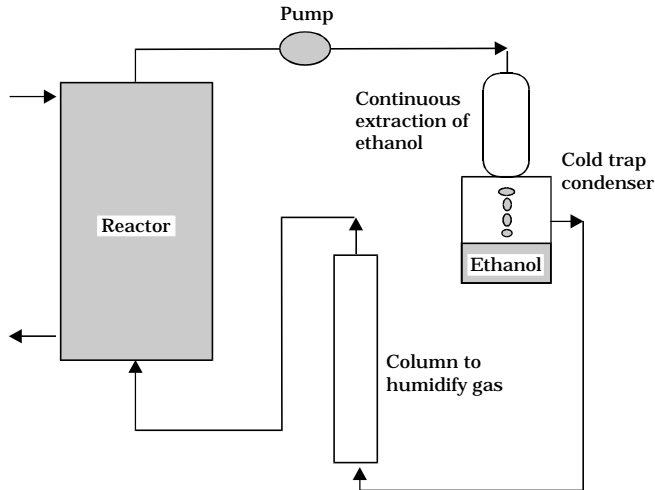 Pump
Continuous
extraction of
ethanol
Cold trap
condenser
Reactor
Ethanol
Column to
humidify gas